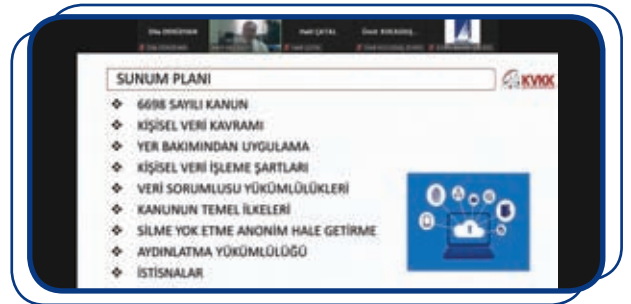 SUNUM PLANI
KVKK
❖ 6698 SAYILI KANUN
❖ KİŞİSEL VERİ KAVRAMI
❖ YER BAKIMINDAN UYGULAMA
❖ KİŞİSEL VERİ İŞLEME ŞARTLARI
❖ VERİ SORUMLUSU YÜKÜMLÜLÜKLERİ
❖ KANUNUN TEMEL İLKELERİ
❖ SİLME YOK ETME ANONİM HALE GETİRME
❖ AYDINLATMA YÜKÜMLÜLÜĞÜ
❖ İSTİSNALAR